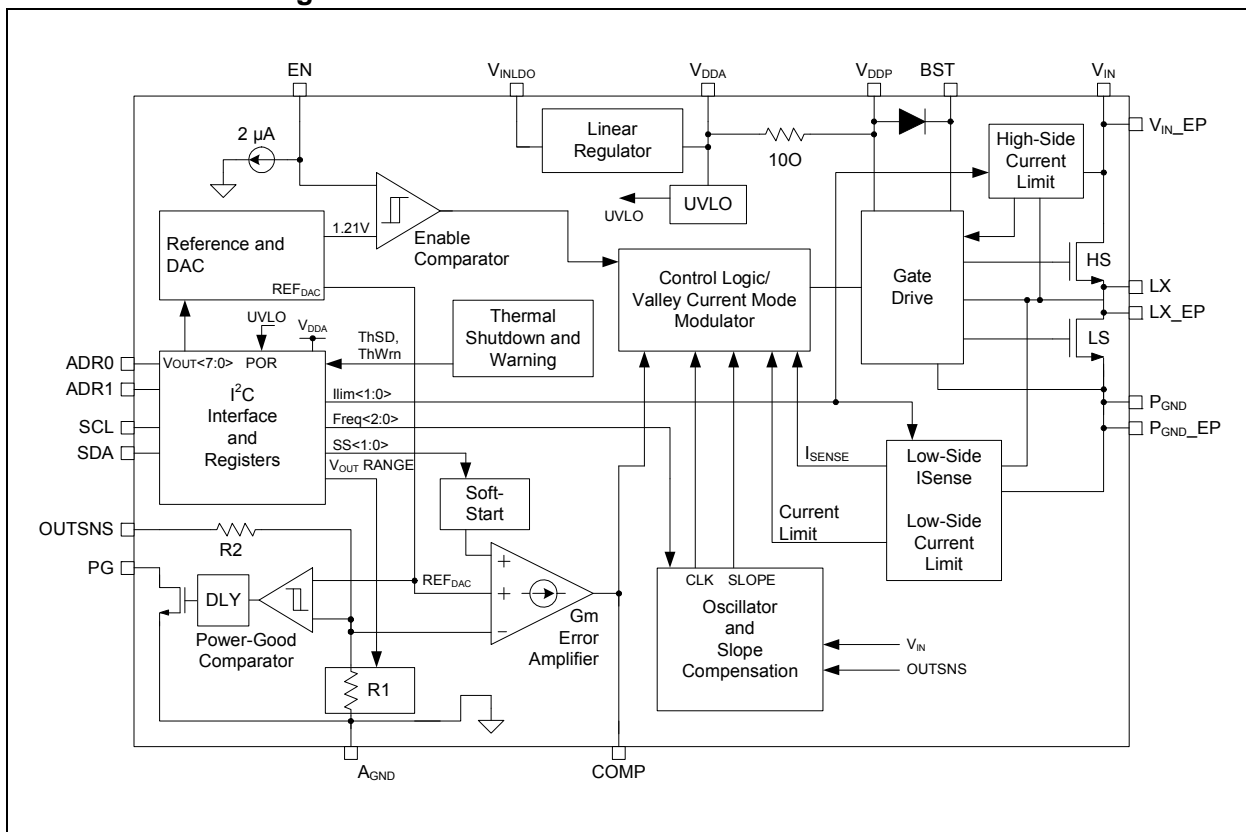 g
EN
VINLDO
VDDA
VDDP
BST
VIN
VIN_EP
2 µA
Linear
Regulator
10O
High-Side
Current
Limit
UVLO
UVLO
1.21V
Reference and
DAC
REFDAC
Enable
Comparator
Control Logic/
Valley Current Mode
Modulator
Gate
Drive
HS
LX
LX_EP
LS
UVLO
VDDA
ThSD,
ThWrn
Thermal
Shutdown and
Warning
ADR0
ADR1
SCL
SDA
VOUT<7:0>
POR
I2C
Interface
and
Registers
Ilim<1:0>
Freq<2:0>
SS<1:0>
VOUT RANGE
PGND
PGND_EP
ISENSE
Low-Side
ISense
Low-Side
Current
Limit
Current
Limit
Soft-
Start
OUTSNS
R2
PG
DLY
Power-Good
Comparator
REFDAC
+
+
−
Gm
Error
Amplifier
CLK
SLOPE
Oscillator
and
Slope
Compensation
VIN
OUTSNS
R1
AGND
COMP